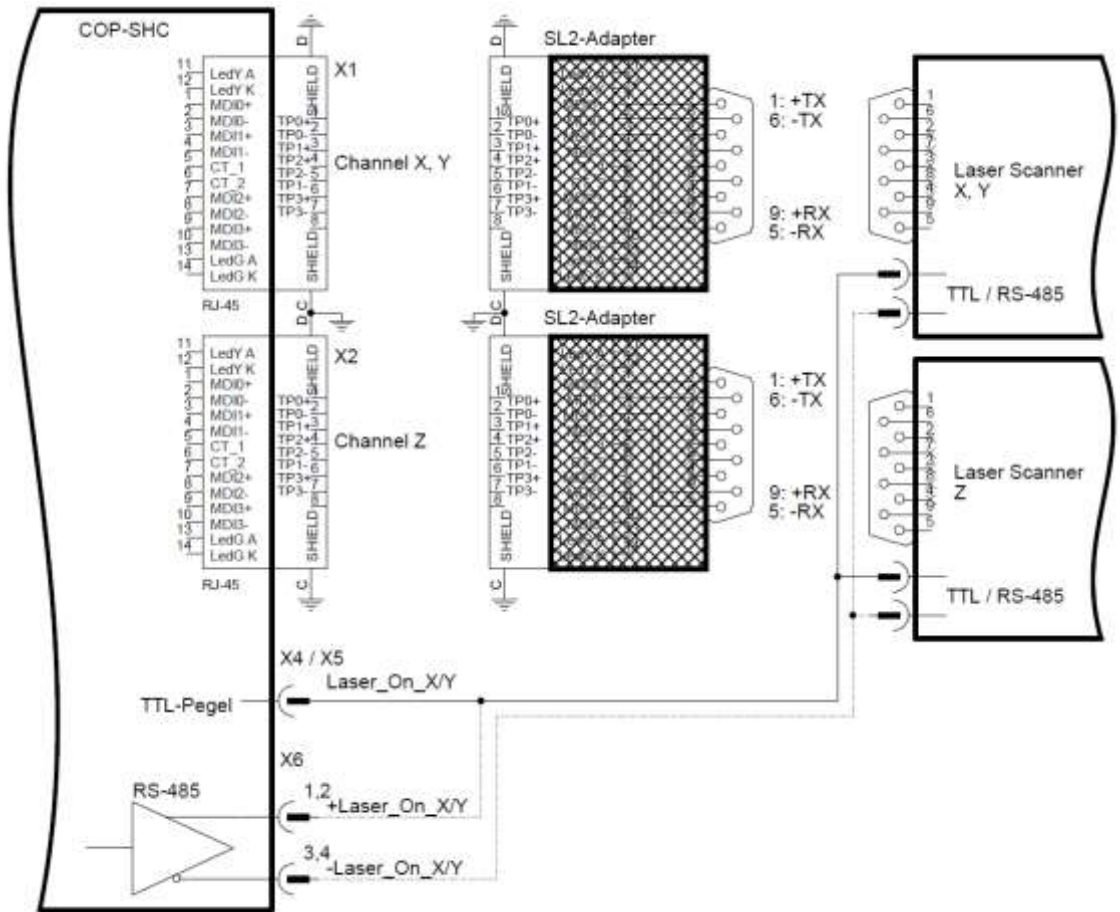 COP-SHC
11
LedY A
12
LedY K
1
MDI0+
2
MDI0-
3
MDI1+
4
MDI1-
5
CT_1
6
CT_2
7
MDI2+
8
MDI2-
9
MDI3+
10
MDI3-
13
LedG A
14
LedG K
RJ-45
D
SHIELD
TP0+
TP0- 2
TP1+ 3
TP2+ 4
TP2- 5
TP1- 6
TP3+ 7
TP3- 8
SHIELD
D C
X1
Channel X, Y
D
SL2-Adapter
SHIELD
TP0+
2 TP0-
3 TP1+
4 TP2+
5 TP2-
6 TP1-
7 TP3+
8 TP3-
SHIELD
D C
1: +TX
6: -TX
9: +RX
5: -RX
1
6
2
5
Laser Scanner
X, Y
TTL / RS-485
11
LedY A
12
LedY K
1
MDI0+
2
MDI0-
3
MDI1+
4
MDI1-
5
CT_1
6
CT_2
7
MDI2+
8
MDI2-
9
MDI3+
10
MDI3-
13
LedG A
14
LedG K
RJ-45
SHIELD
TP0+
TP0- 2
TP1+ 3
TP2+ 4
TP2- 5
TP1- 6
TP3+ 7
TP3- 8
SHIELD
C
X2
Channel Z
SL2-Adapter
SHIELD
TP0+
2 TP0-
3 TP1+
4 TP2+
5 TP2-
6 TP1-
7 TP3+
8 TP3-
SHIELD
C
1: +TX
6: -TX
9: +RX
5: -RX
1
6
2
5
Laser Scanner
Z
TTL / RS-485
X4 / X5
Laser_On_X/Y
TTL-Pegel
X6
RS-485
1,2
+Laser_On_X/Y
3,4
-Laser_On_X/Y